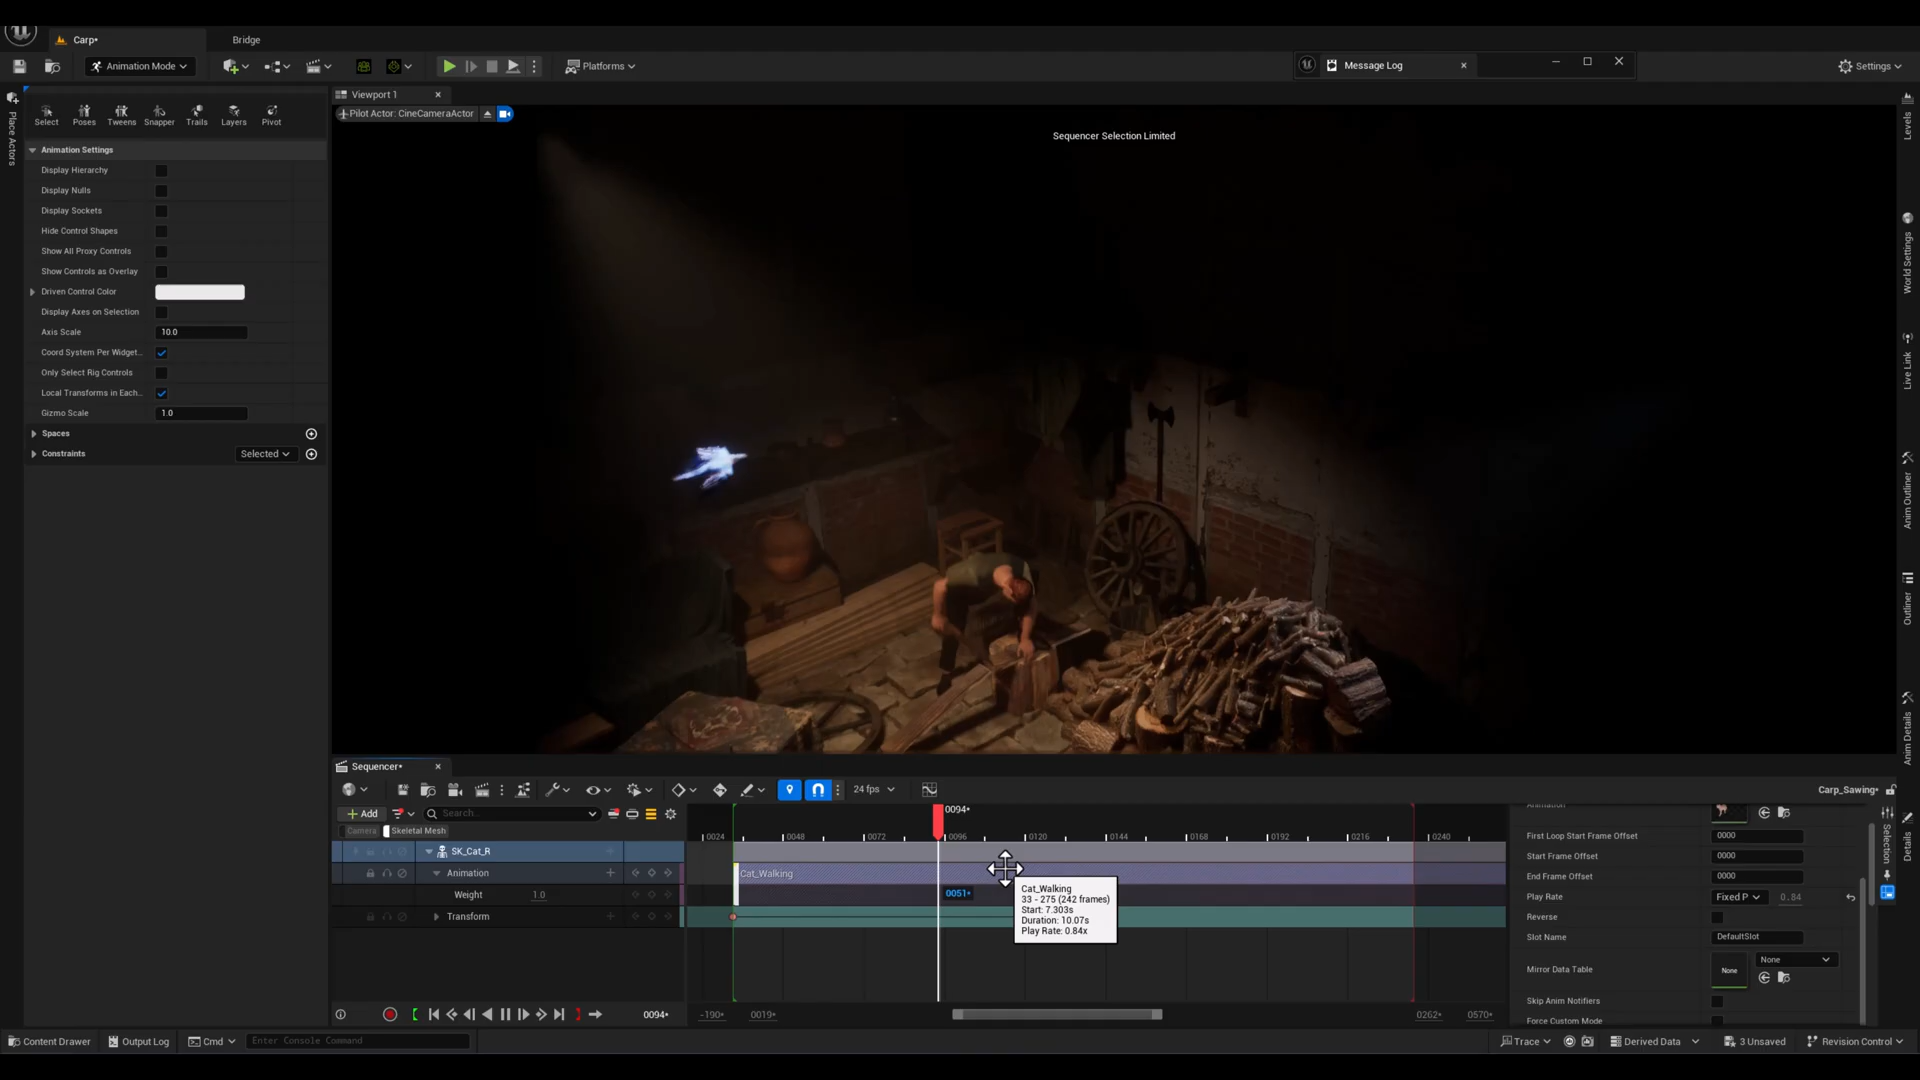 Carp*
Bridge
Animation Mode
Platforms
Message Log
Settings
Place Actors
Select
Poses
Tweens
Snapper
Trails
Layers
Pivot
Animation Settings
Display Hierarchy
Display Nulls
Display Sockets
Hide Control Shapes
Show All Proxy Controls
Show Controls as Overlay
Driven Control Color
Display Axes on Selection
Axis Scale
10.0
Coord System Per Widget...
Only Select Rig Controls
Local Transforms in Each...
Gizmo Scale
1.0
Spaces
Constraints
Selected
Viewport 1
Pilot Actor: CineCameraActor
Sequencer Selection Limited
Levels
World Settings
Live Link
Anim Outliner
Outliner
Anim Details
Details
Selection
Sequencer*
24 fps
Carp_Sawing*
Add
Search...
Camera
Skeletal Mesh
SK_Cat_R
Animation
Weight
1.0
Transform
0094*
0024
0048
0072
0096
0120
0144
0168
0192
0216
0240
Cat_Walking
0051*
Cat_Walking
33 - 275 (242 frames)
Start: 7.303s
Duration: 10.07s
Play Rate: 0.84x
0094*
-190*
0019*
0262*
0570*
Animation
First Loop Start Frame Offset
0000
Start Frame Offset
0000
End Frame Offset
0000
Play Rate
Fixed P
0.84
Reverse
Slot Name
DefaultSlot
Mirror Data Table
None
None
Skip Anim Notifiers
Force Custom Mode
Content Drawer
Output Log
Cmd
Enter Console Command
Trace
Derived Data
3 Unsaved
Revision Control